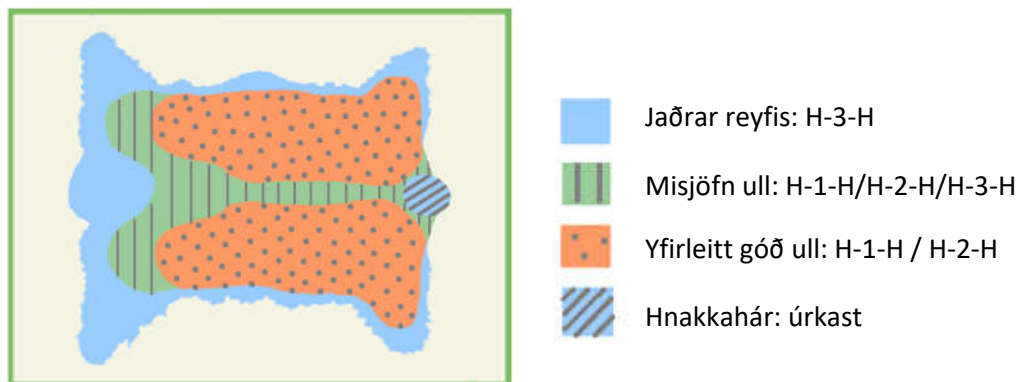 Jaðrar reyfis: H-3-H
Misjöfn ull: H-1-H/H-2-H/H-3-H
Yfirleitt góð ull: H-1-H / H-2-H
Hnakkahár: úrkast